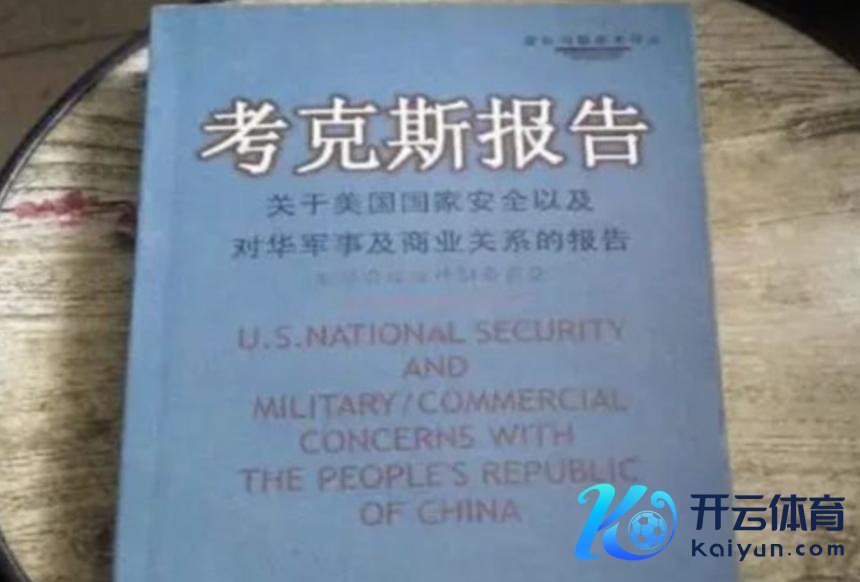 考克斯报告
关于美国国家安全以及
对华军事及商业关系的报告
U.S.NATIONAL SECURITY
AND
MILITARY/COMMERCIAL
CONCERNS WITH
THE PEOPLE'S REPUBLIC
OF CHINA
开云体育
kaiyun.com